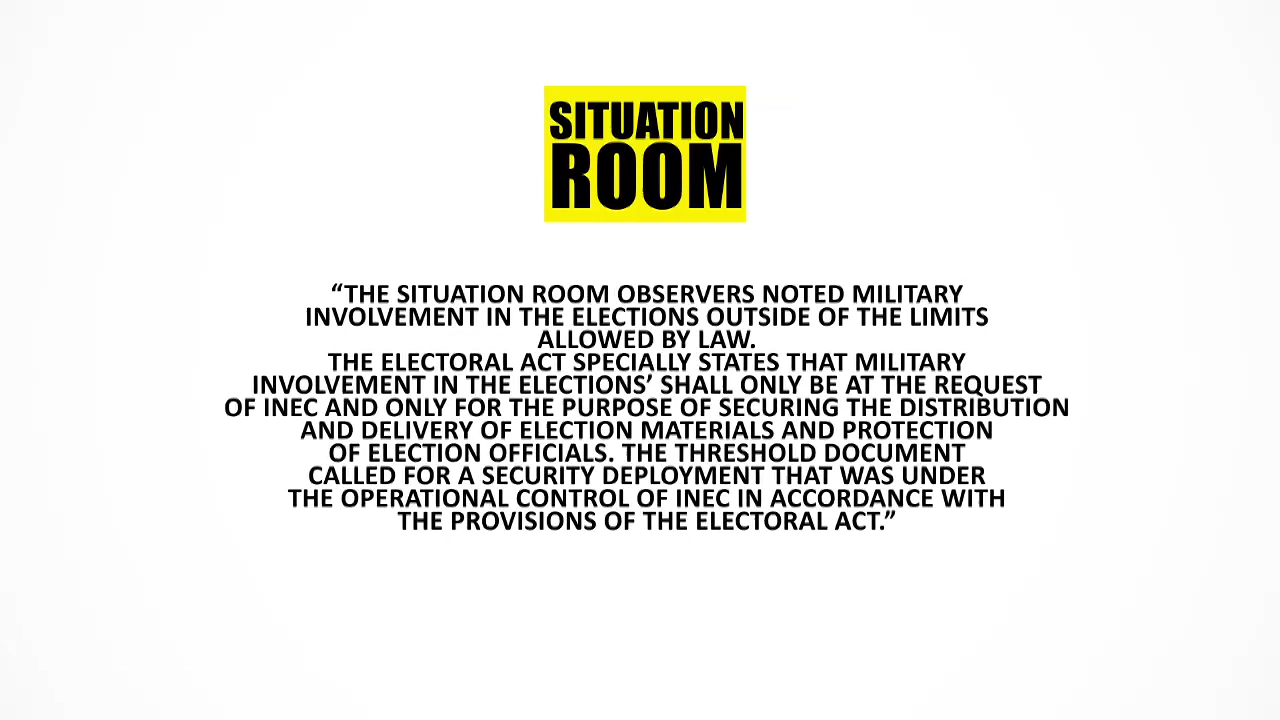 SITUATION
ROOM
“THE SITUATION ROOM OBSERVERS NOTED MILITARY
INVOLVEMENT IN THE ELECTIONS OUTSIDE OF THE LIMITS
ALLOWED BY LAW.
THE ELECTORAL ACT SPECIALLY STATES THAT MILITARY
INVOLVEMENT IN THE ELECTIONS’ SHALL ONLY BE AT THE REQUEST
OF INEC AND ONLY FOR THE PURPOSE OF SECURING THE DISTRIBUTION
AND DELIVERY OF ELECTION MATERIALS AND PROTECTION
OF ELECTION OFFICIALS. THE THRESHOLD DOCUMENT
CALLED FOR A SECURITY DEPLOYMENT THAT WAS UNDER
THE OPERATIONAL CONTROL OF INEC IN ACCORDANCE WITH
THE PROVISIONS OF THE ELECTORAL ACT.”